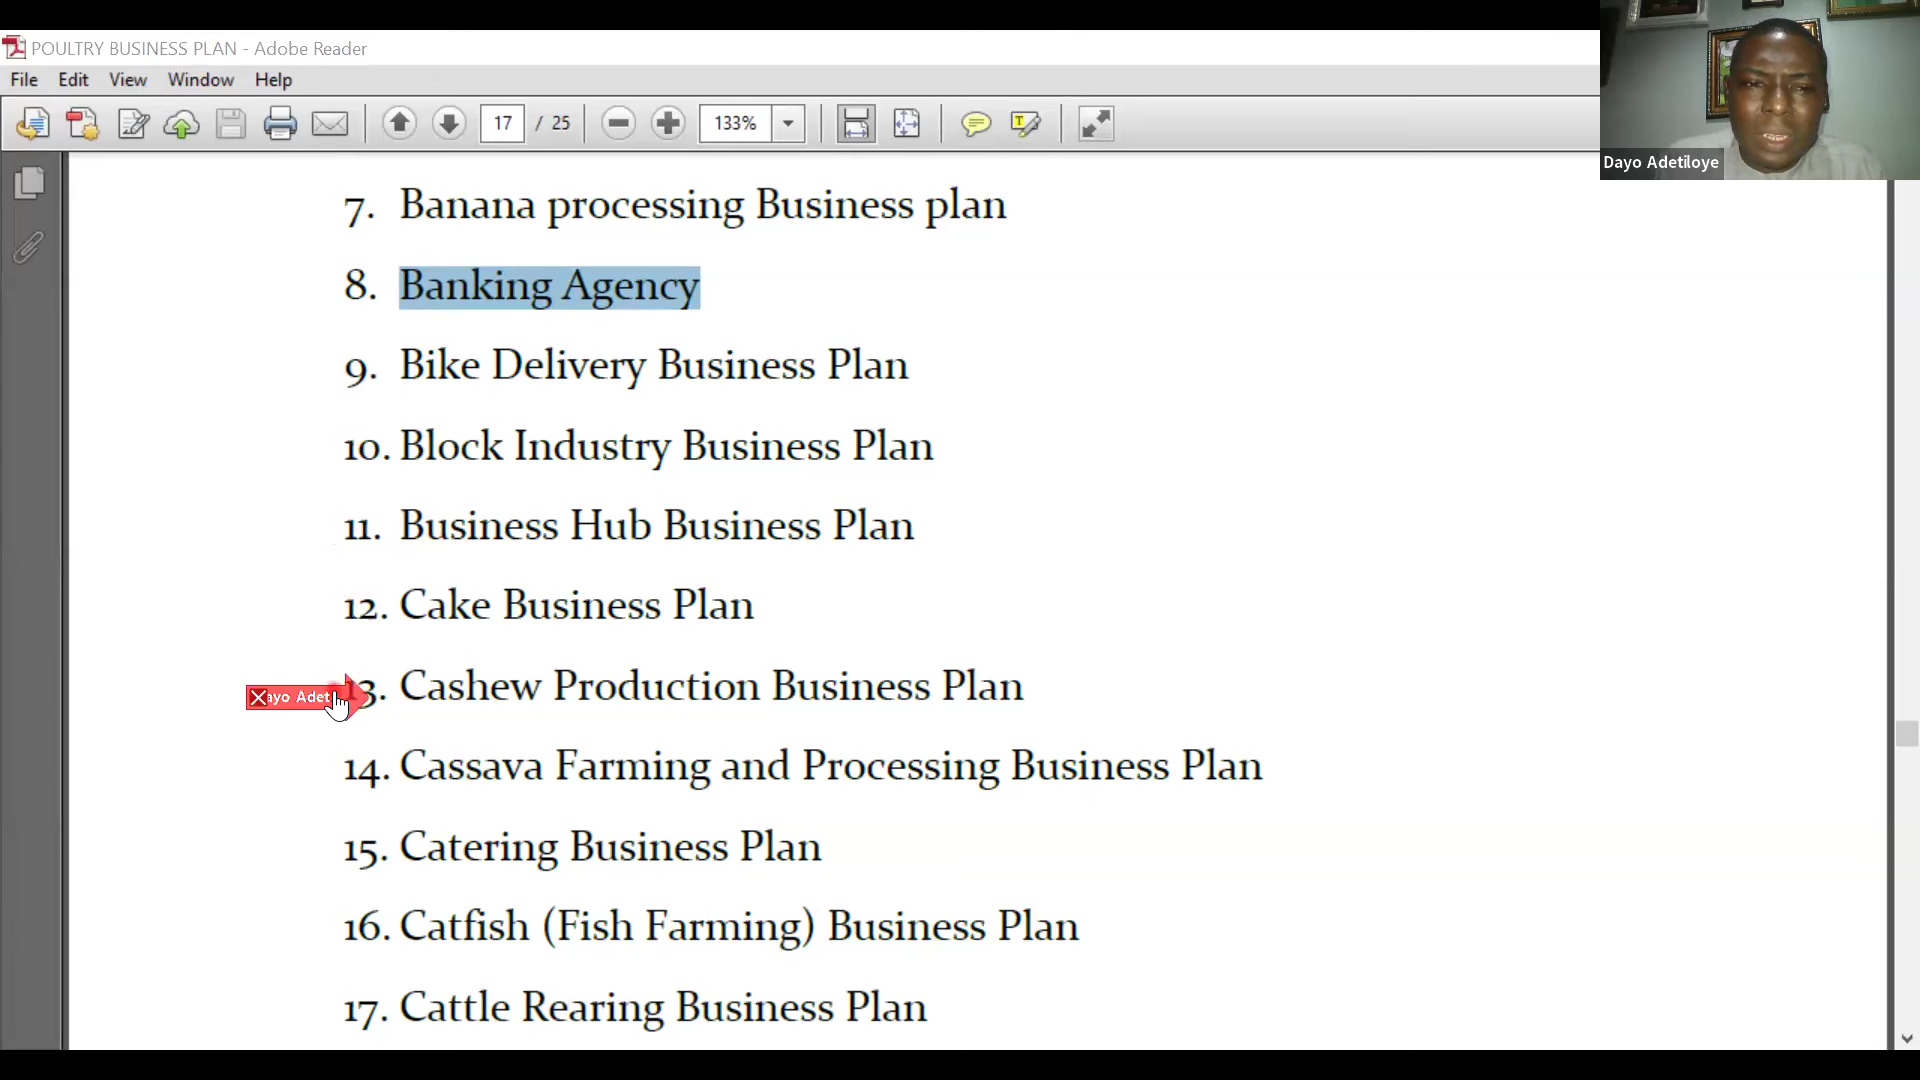 POULTRY BUSINESS PLAN - Adobe Reader
File Edit View Window Help
17 / 25 133%
Dayo Adetiloye
7. Banana processing Business plan
8. Banking Agency
9. Bike Delivery Business Plan
10. Block Industry Business Plan
11. Business Hub Business Plan
12. Cake Business Plan
13. Cashew Production Business Plan
ayo Adet
14. Cassava Farming and Processing Business Plan
15. Catering Business Plan
16. Catfish (Fish Farming) Business Plan
17. Cattle Rearing Business Plan